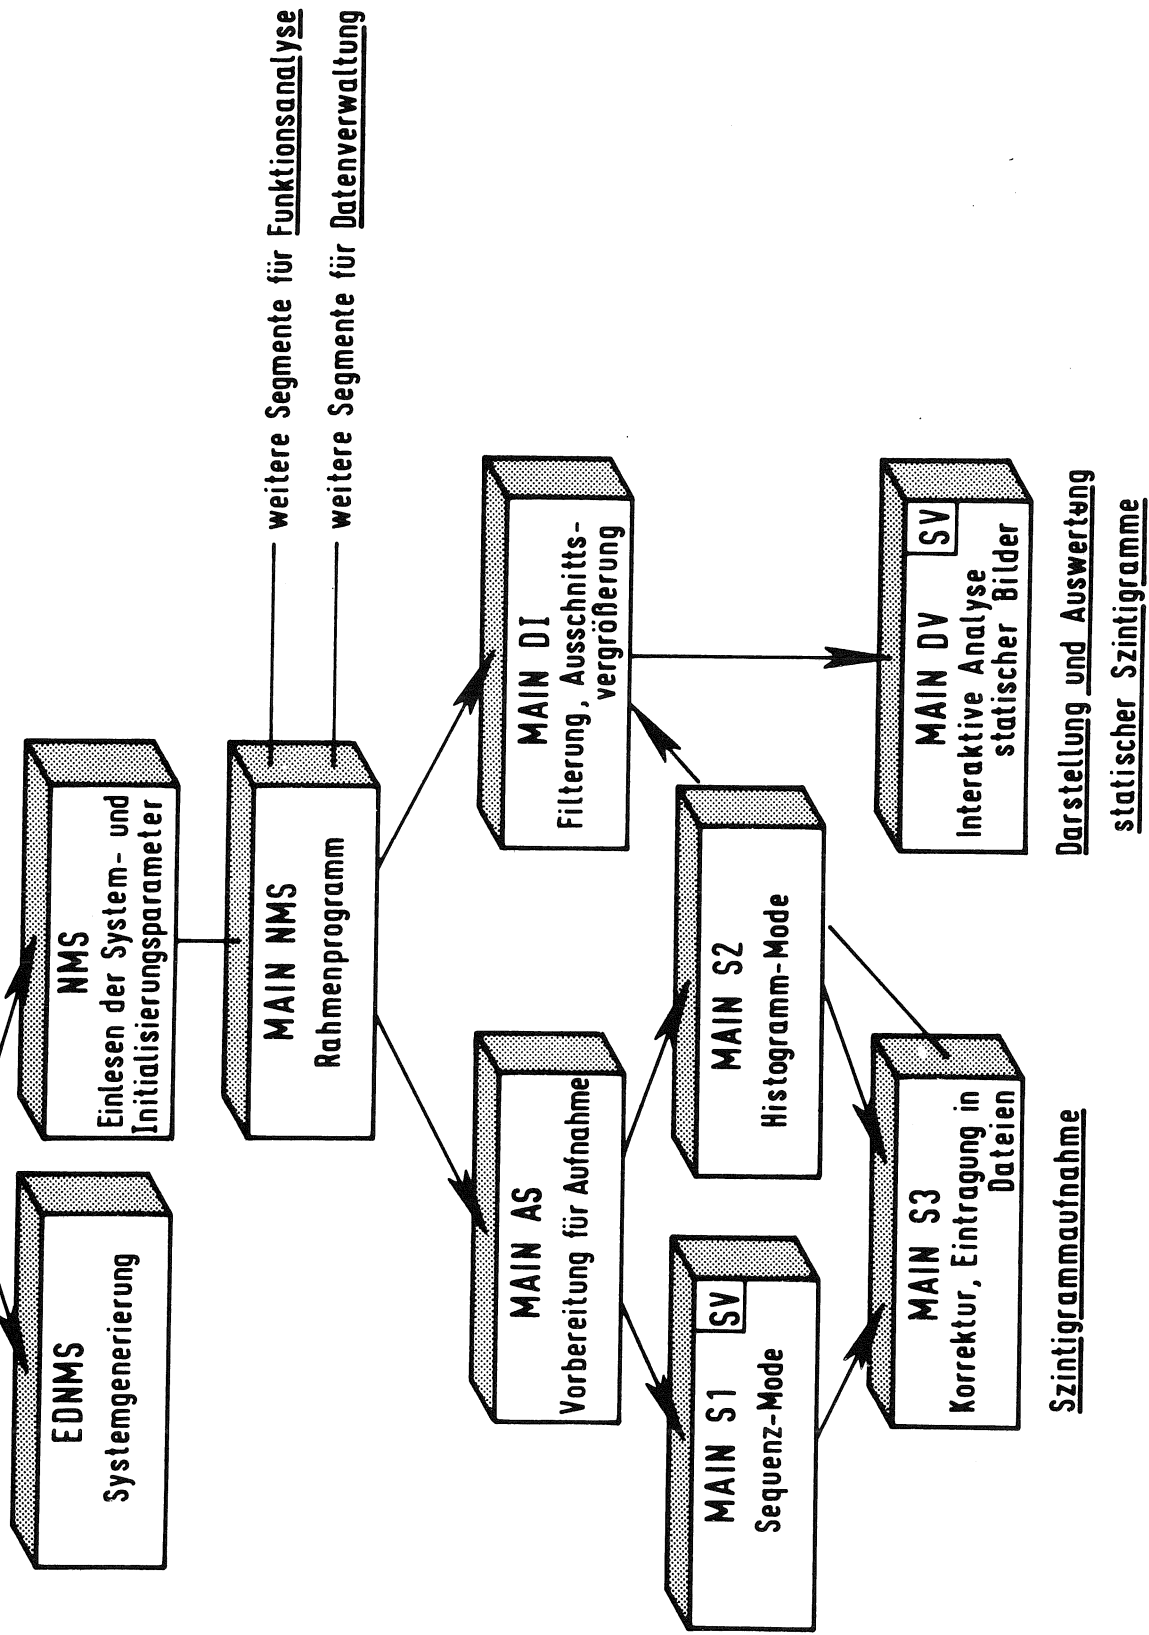 EDNMS
Systemgenerierung
NMS
Einlesen der System- und
Initialisierungsparameter
MAIN NMS
Rahmenprogramm
weitere Segmente für Funktionsanalyse
weitere Segmente für Datenverwaltung
MAIN AS
Vorbereitung für Aufnahme
MAIN DI
Filterung, Ausschnitts-
vergrößerung
MAIN S1
SV
Sequenz-Mode
MAIN S2
Histogramm-Mode
MAIN S3
Korrektur, Eintragung in
Dateien
MAIN DV
SV
Interaktive Analyse
statischer Bilder
Szintigrammaufnahme
Darstellung und Auswertung
statischer Szintigramme